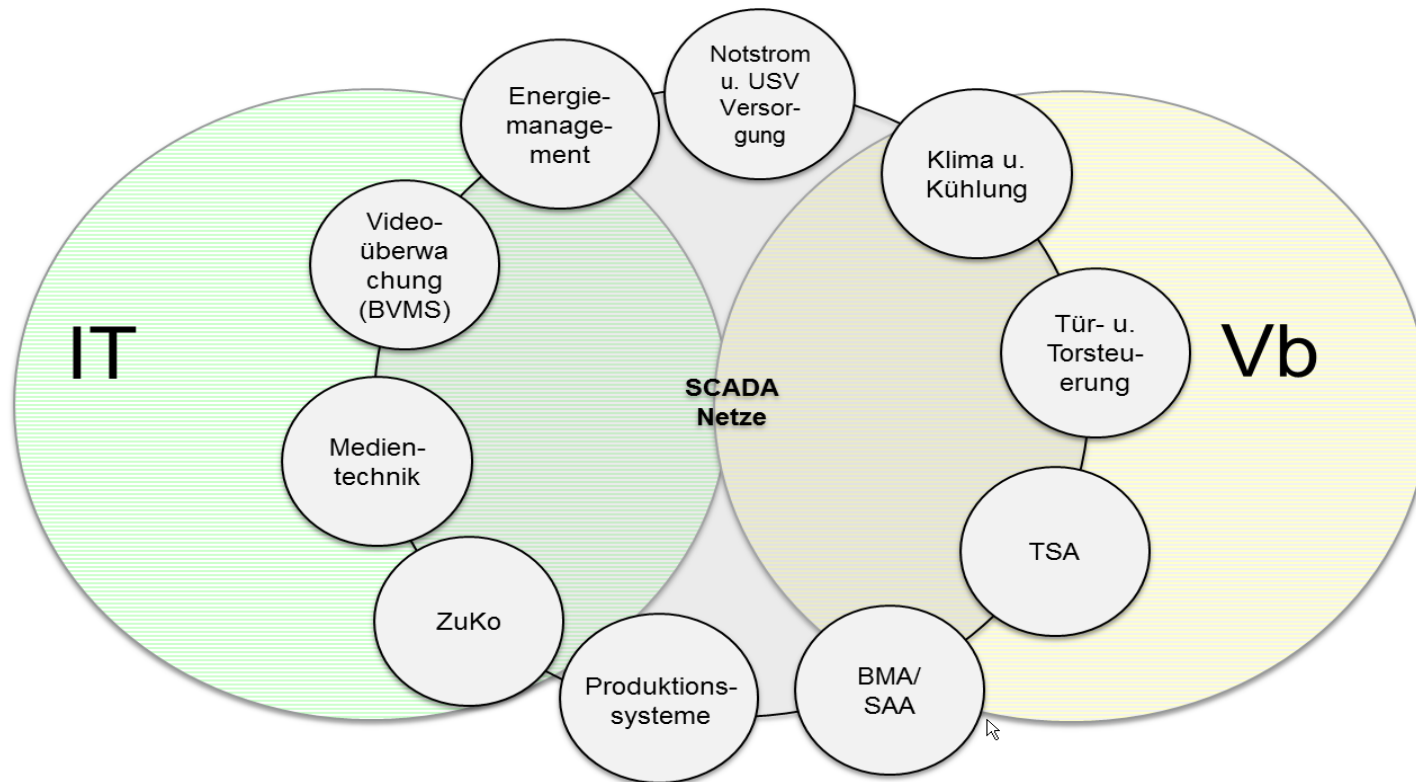 Notstrom
u. USV
Versor-
gung
Energie-
manage-
ment
Klima u.
Kühlung
Video-
überwa
chung
(BVMS)
IT
Tür- u.
Torsteu-
erung
Vb
SCADA
Netze
Medien-
technik
TSA
ZuKo
Produktions-
systeme
BMA/
SAA